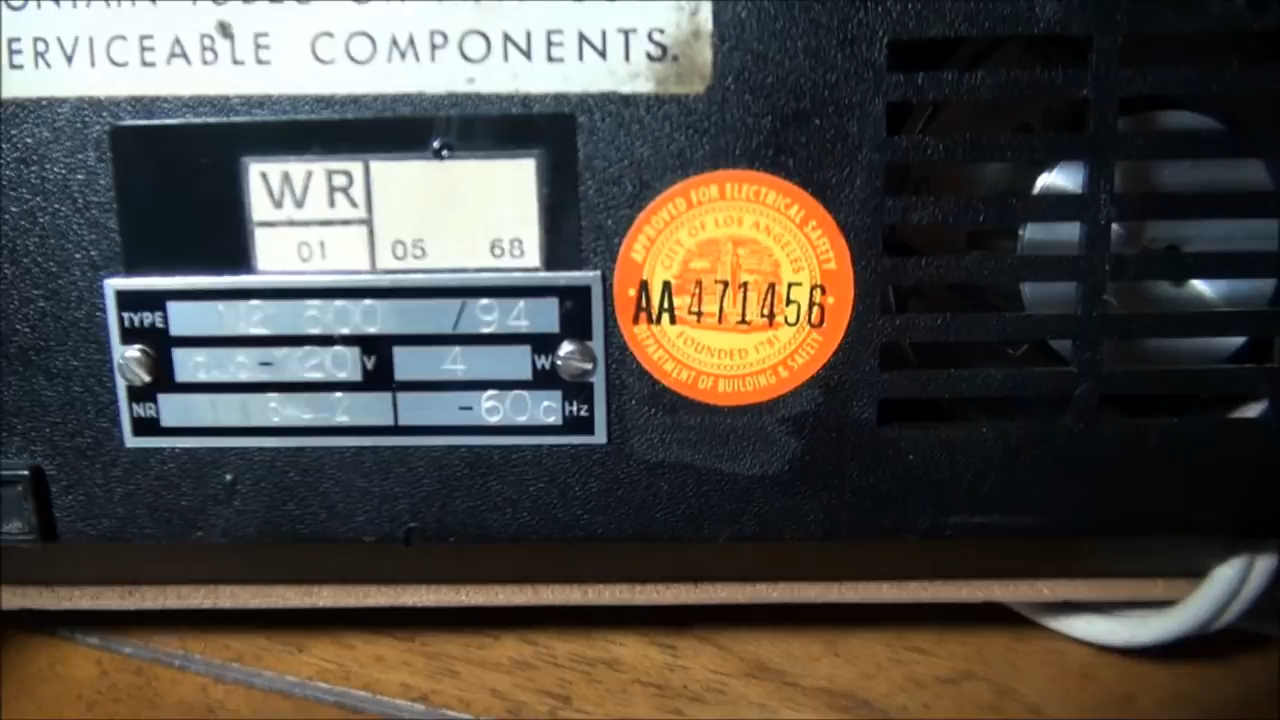 ERVICEABLE COMPONENTS.
WR
01 05 68
TYPE /94
V 4 W
NR -60c Hz
APPROVED FOR ELECTRICAL SAFETY
CITY OF LOS ANGELES
AA 471456
FOUNDED 1781
DEPARTMENT OF BUILDING & SAFETY